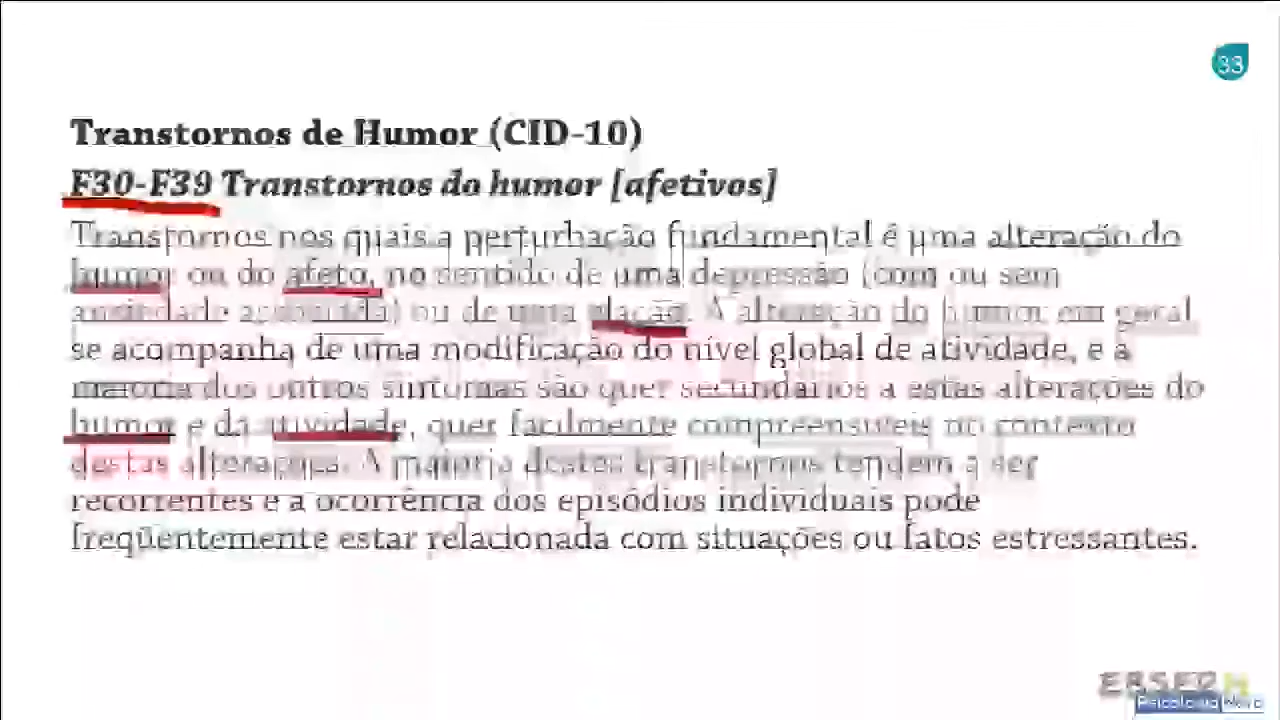 33
Transtornos de Humor (CID-10)
F30-F39 Transtornos do humor [afetivos]
Transtornos nos quais a perturbação fundamental é uma alteração do
humor ou do afeto, no sentido de uma depressão (com ou sem
ansiedade associada) ou de uma elação. A alteração do humor em geral
se acompanha de uma modificação do nível global de atividade, e a
maioria dos outros sintomas são quer secundários a estas alterações do
humor e da atividade, quer facilmente compreensíveis no contexto
destas alterações. A maioria destes transtornos tendem a ser
recorrentes e a ocorrência dos episódios individuais pode
freqüentemente estar relacionada com situações ou fatos estressantes.
EBSERH
Psicologia Nova